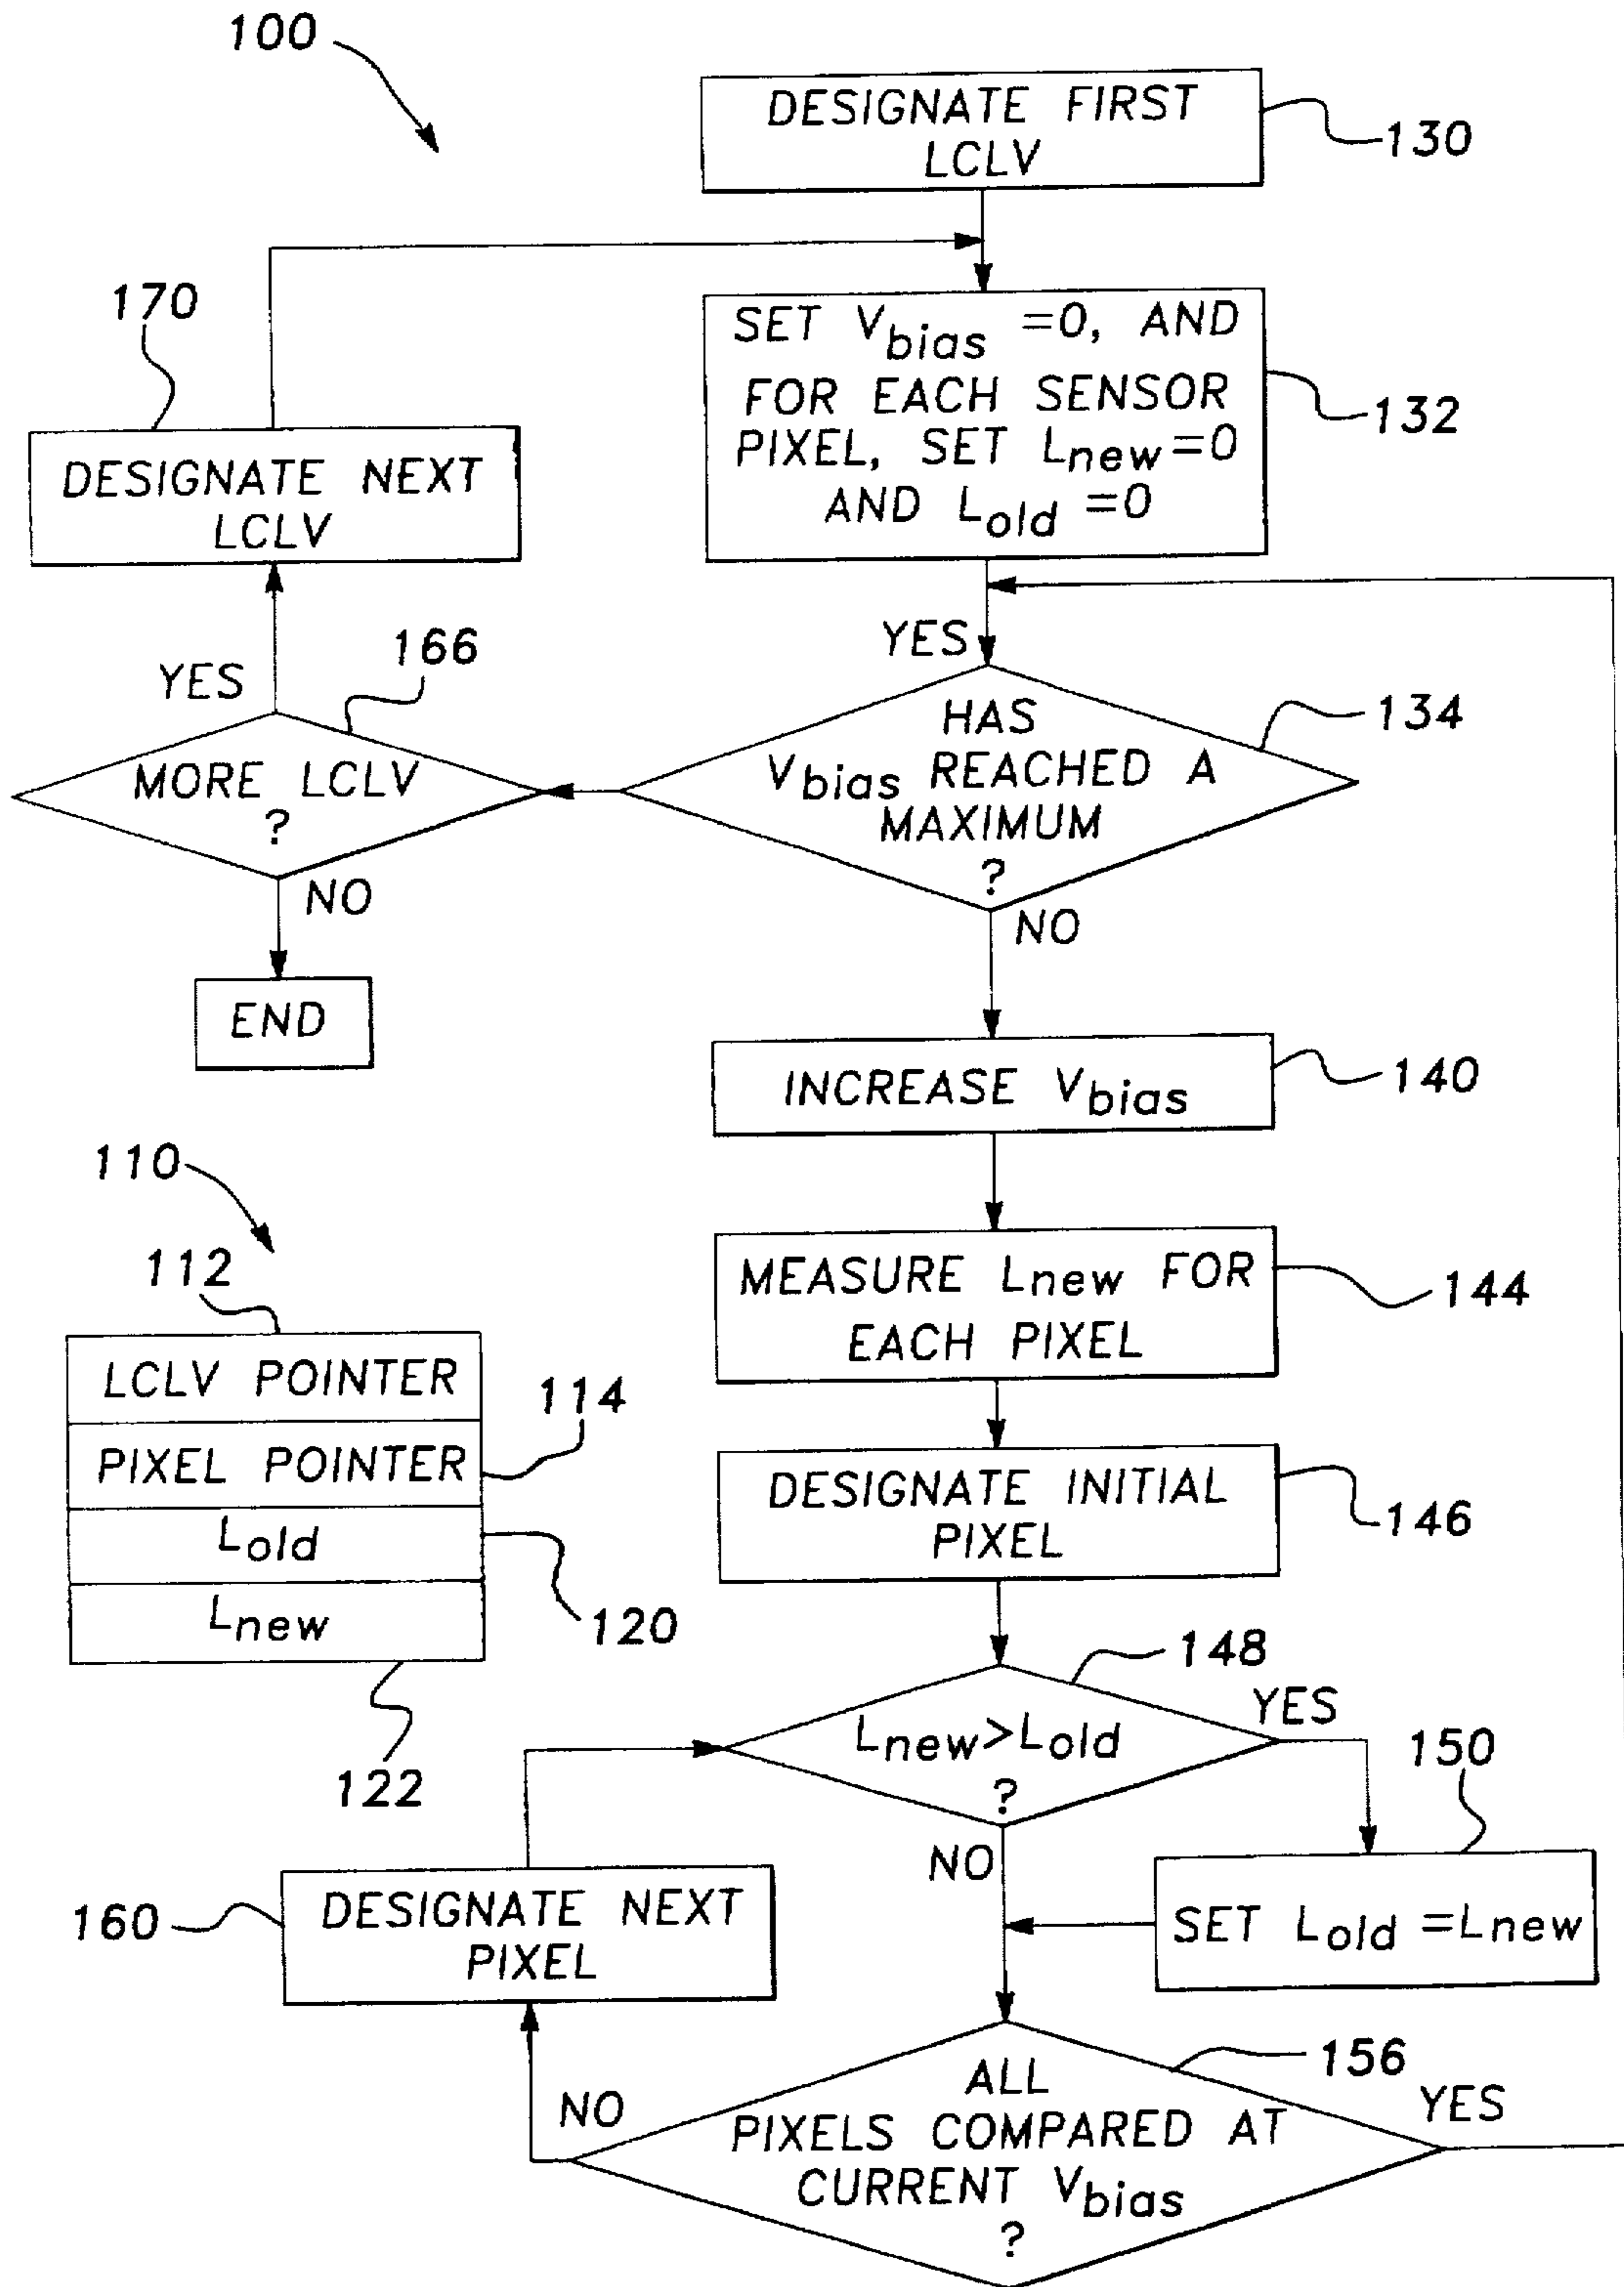 100
DESIGNATE FIRST
LCLV
130
170
SET Vbias =0, AND
FOR EACH SENSOR
PIXEL, SET Lnew=0
AND Lold =0
132
DESIGNATE NEXT
LCLV
YES
166
YES
HAS
Vbias REACHED A
MAXIMUM
?
134
MORE LCLV
?
NO
NO
END
INCREASE Vbias
140
110
112
MEASURE Lnew FOR
EACH PIXEL
144
LCLV POINTER
PIXEL POINTER
114
Lold
120
Lnew
122
DESIGNATE INITIAL
PIXEL
146
148
Lnew>Lold
?
YES
150
NO
SET Lold =Lnew
160
DESIGNATE NEXT
PIXEL
156
NO
ALL
PIXELS COMPARED AT
CURRENT Vbias
?
YES